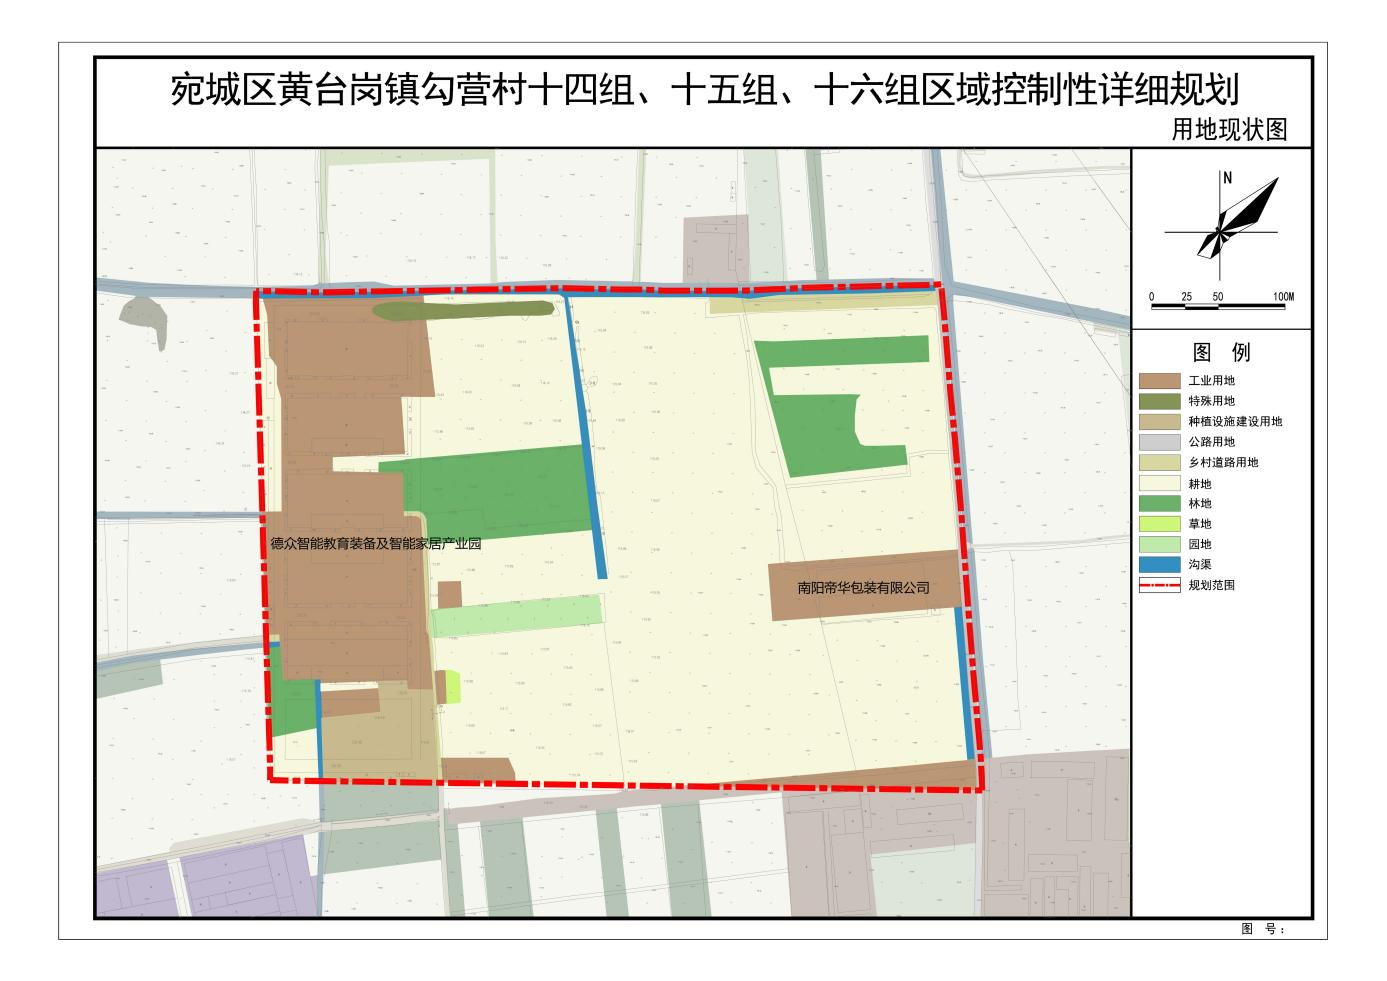 宛城区黄台岗镇勾营村十四组、十五组、十六组区域控制性详细规划
用地现状图
N
0 25 50 100M
图 例
工业用地
特殊用地
种植设施建设用地
公路用地
乡村道路用地
耕地
林地
草地
园地
沟渠
规划范围
德众智能教育装备及智能家居产业园
南阳帝华包装有限公司
图 号: